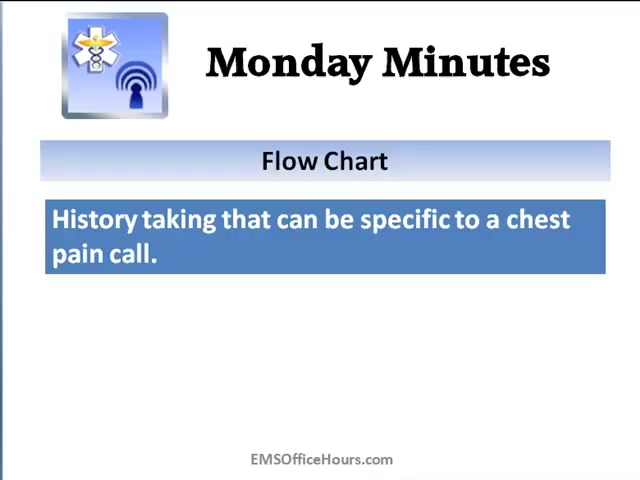 Monday Minutes
Flow Chart
History taking that can be specific to a chest
pain call.
EMSOfficeHours.com